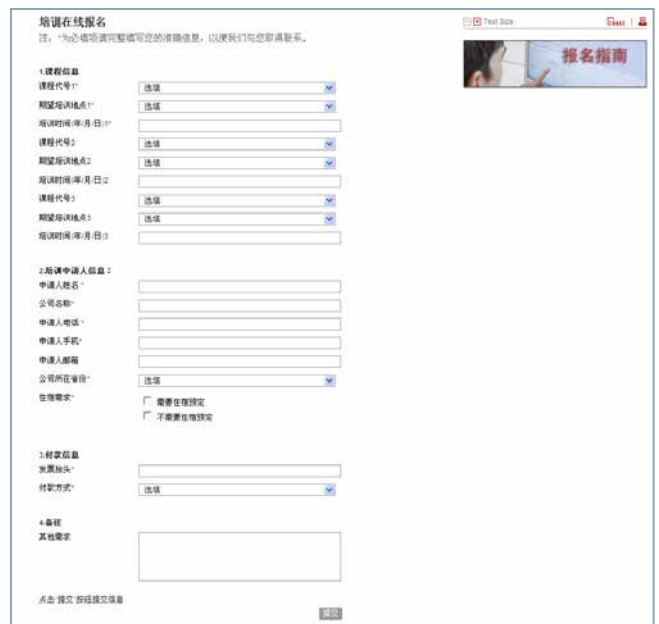 培训在线报名
注：*为必填项请完整填写您的准确信息，以便我们与您取得联系。
Text Size
报名指南
1.课程信息
课程代号1*
选填
期望培训地点1*
选填
培训时间(年/月/日)1*
课程代号2
选填
期望培训地点2
选填
培训时间(年/月/日)2
课程代号3
选填
期望培训地点3
选填
培训时间(年/月/日)3
2.培训申请人信息：
申请人姓名*
公司名称*
申请人电话*
申请人手机*
申请人邮箱
公司所在省份*
选填
住宿需求*
需要住宿预定
不需要住宿预定
3.付款信息
发票抬头*
付款方式*
选填
4.备注
其他需求
点击“提交”按钮提交信息
提交